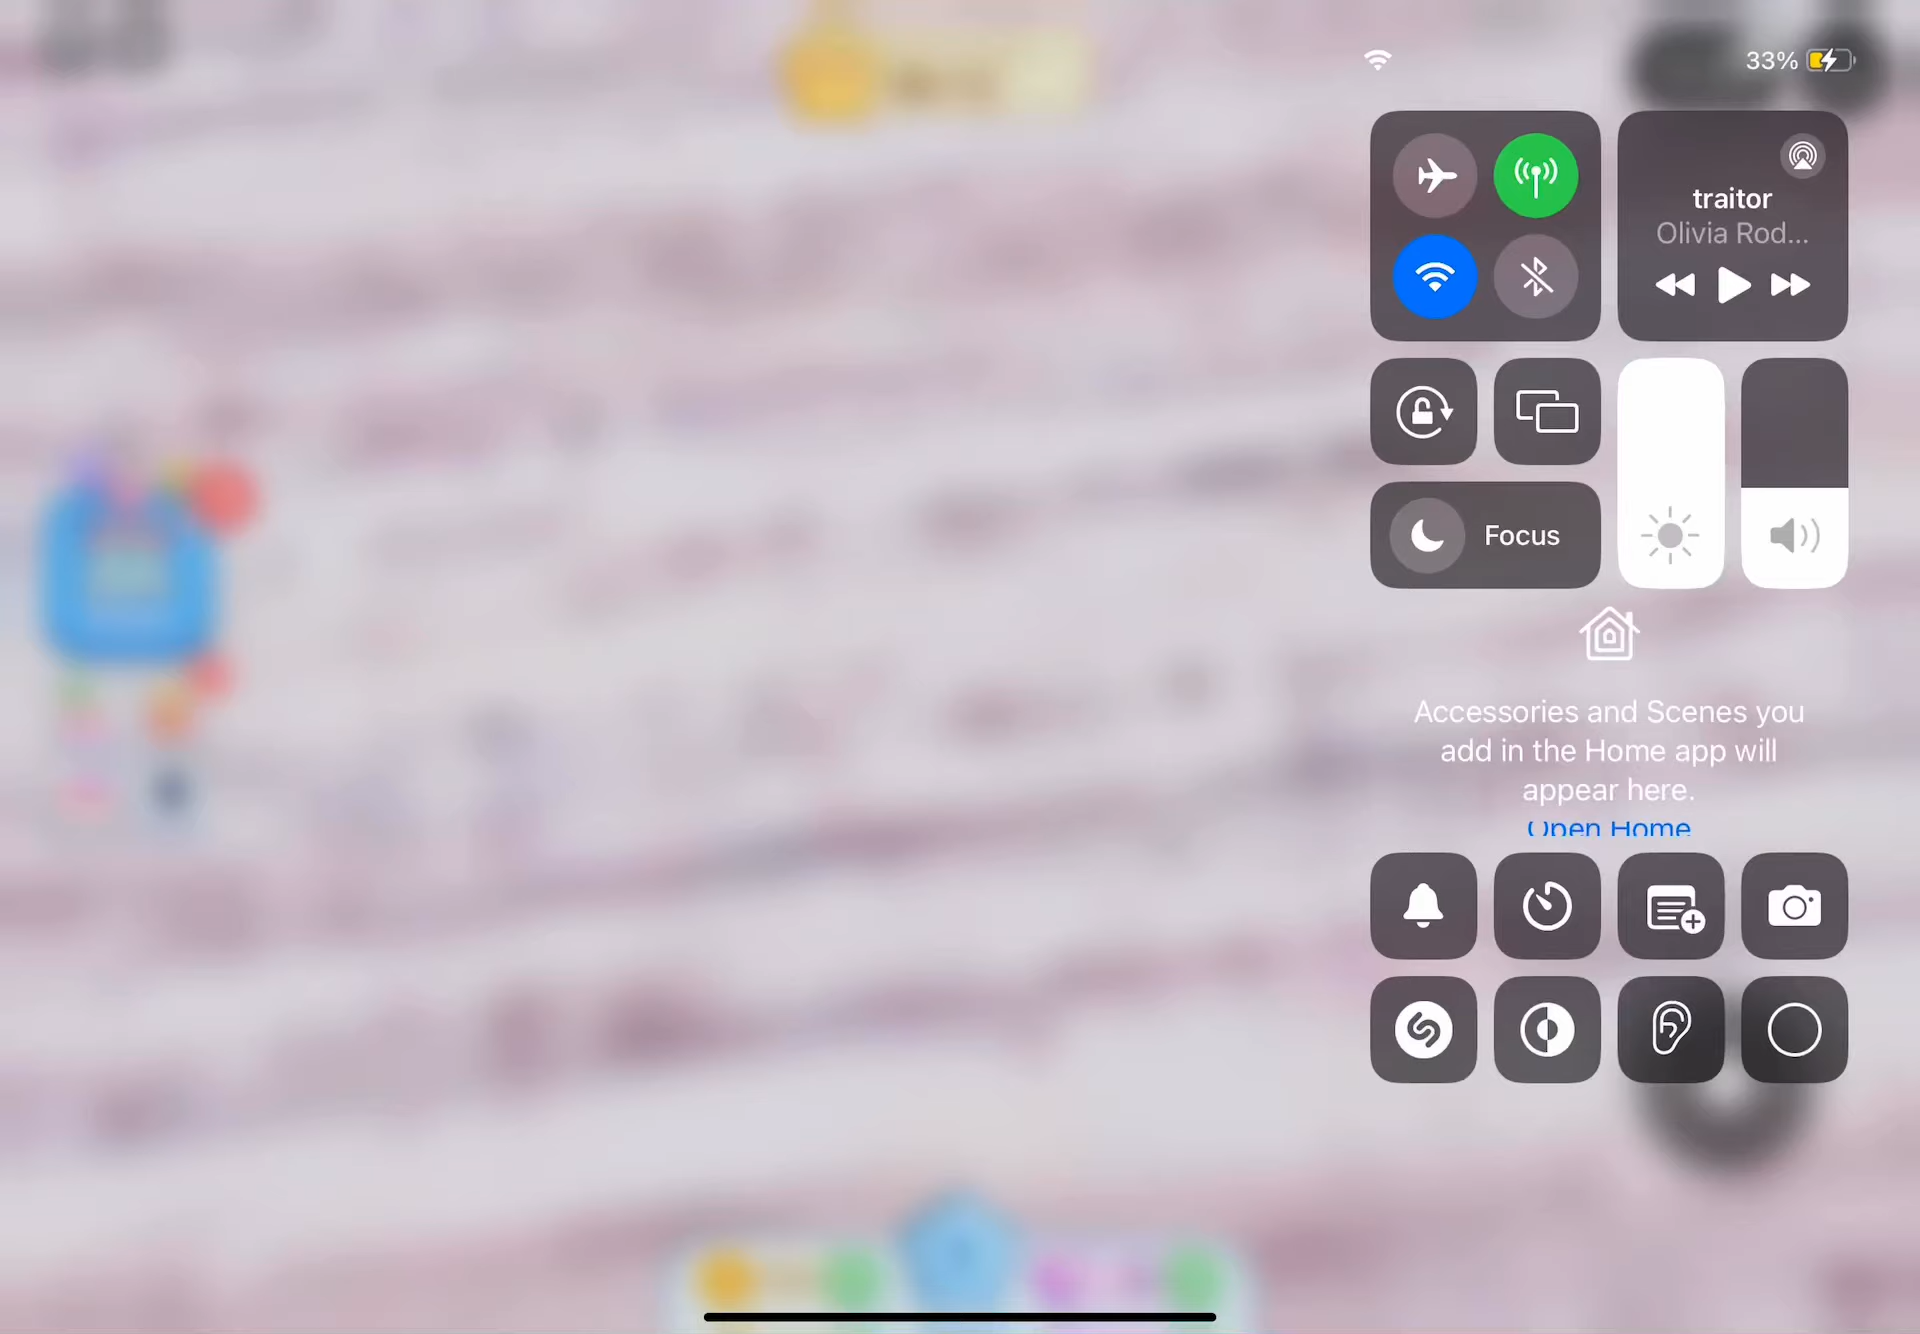 33%
traitor
Olivia Rod...
Focus
Accessories and Scenes you
add in the Home app will
appear here.
Open Home